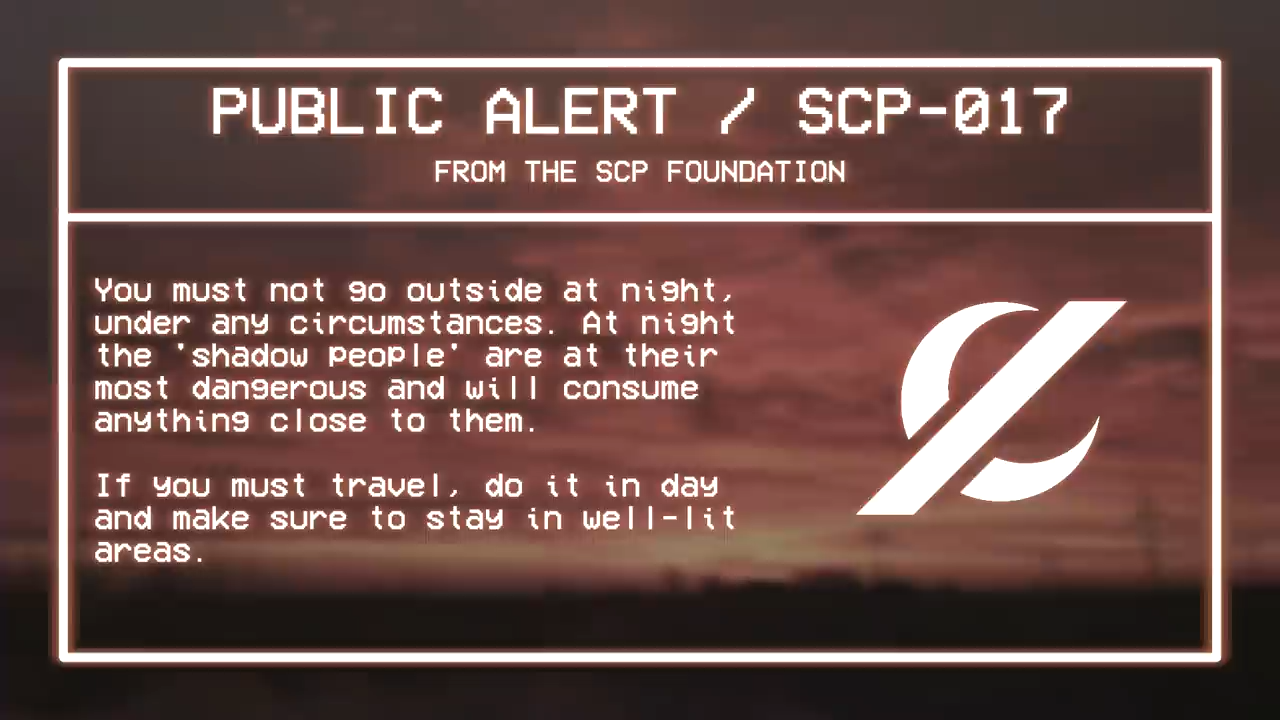 PUBLIC ALERT / SCP-017
FROM THE SCP FOUNDATION
You must not go outside at night,
under any circumstances. At night
the 'shadow people' are at their
most dangerous and will consume
anything close to them.
If you must travel, do it in day
and make sure to stay in well-lit
areas.